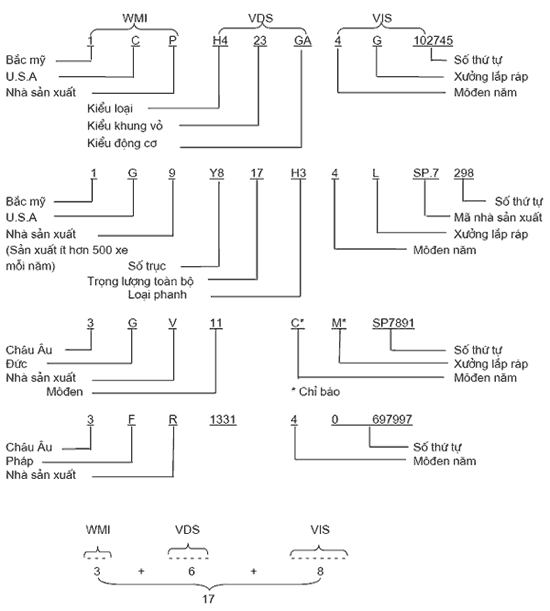 WMI VDS VIS
1 C P H4 23 GA 4 G 102745
Bắc mỹ Số thứ tự
U.S.A Xưởng lắp ráp
Nhà sản xuất Môđen năm
Kiểu loại
Kiểu khung vỏ
Kiểu động cơ
1 G 9 Y8 17 H3 4 L SP.7 298
Bắc mỹ Số thứ tự
U.S.A Mã nhà sản xuất
Nhà sản xuất Xưởng lắp ráp
(Sản xuất ít hơn 500 xe Môđen năm
mỗi năm) Số trục
Trọng lượng toàn bộ
Loại phanh
3 G V 11 C* M* SP7891
Châu Âu Số thứ tự
Đức Xưởng lắp ráp
Nhà sản xuất Môđen năm
Môđen * Chỉ báo
3 F R 1331 4 0 697997
Châu Âu Số thứ tự
Pháp Môđen năm
Nhà sản xuất
WMI VDS VIS
3 + 6 + 8
17